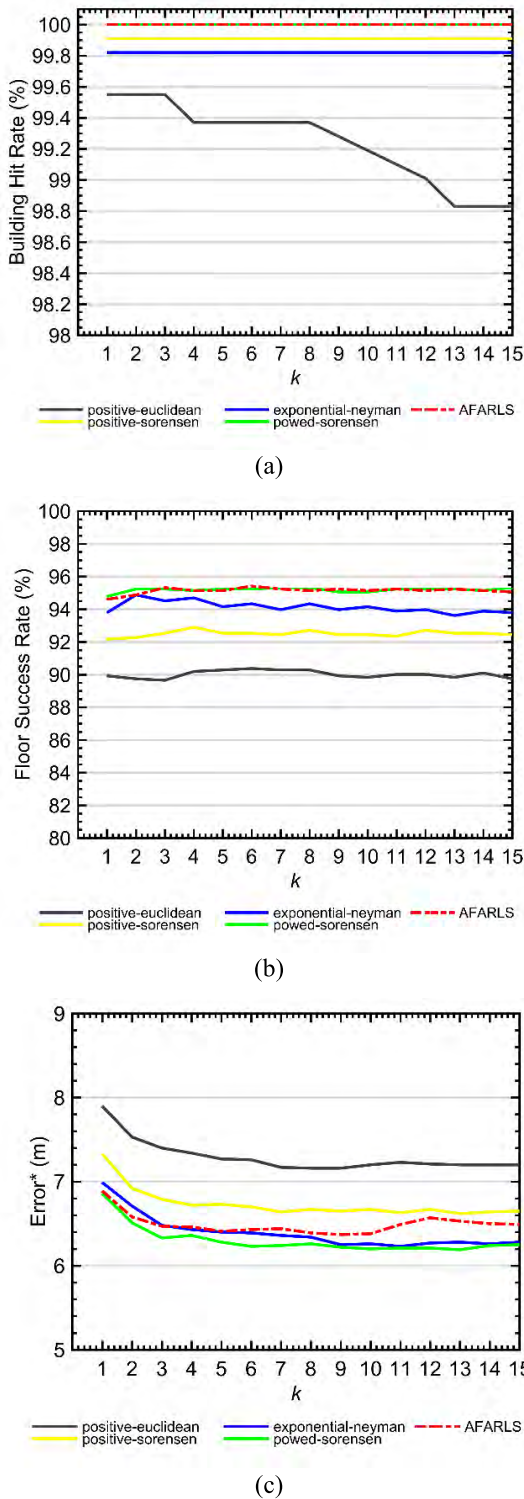 Building Hit Rate (%)
100
99.8
99.6
99.4
99.2
99
98.8
98.6
98.4
98.2
98
1 2 3 4 5 6 7 8 9 10 11 12 13 14 15
k
positive-euclidean exponential-neyman AFARLS
positive-sorensen powed-sorensen
(a)
Floor Success Rate (%)
100
98
96
94
92
90
88
86
84
82
80
1 2 3 4 5 6 7 8 9 10 11 12 13 14 15
k
positive-euclidean exponential-neyman AFARLS
positive-sorensen powed-sorensen
(b)
Error* (m)
9
8
7
6
5
1 2 3 4 5 6 7 8 9 10 11 12 13 14 15
k
positive-euclidean exponential-neyman AFARLS
positive-sorensen powed-sorensen
(c)